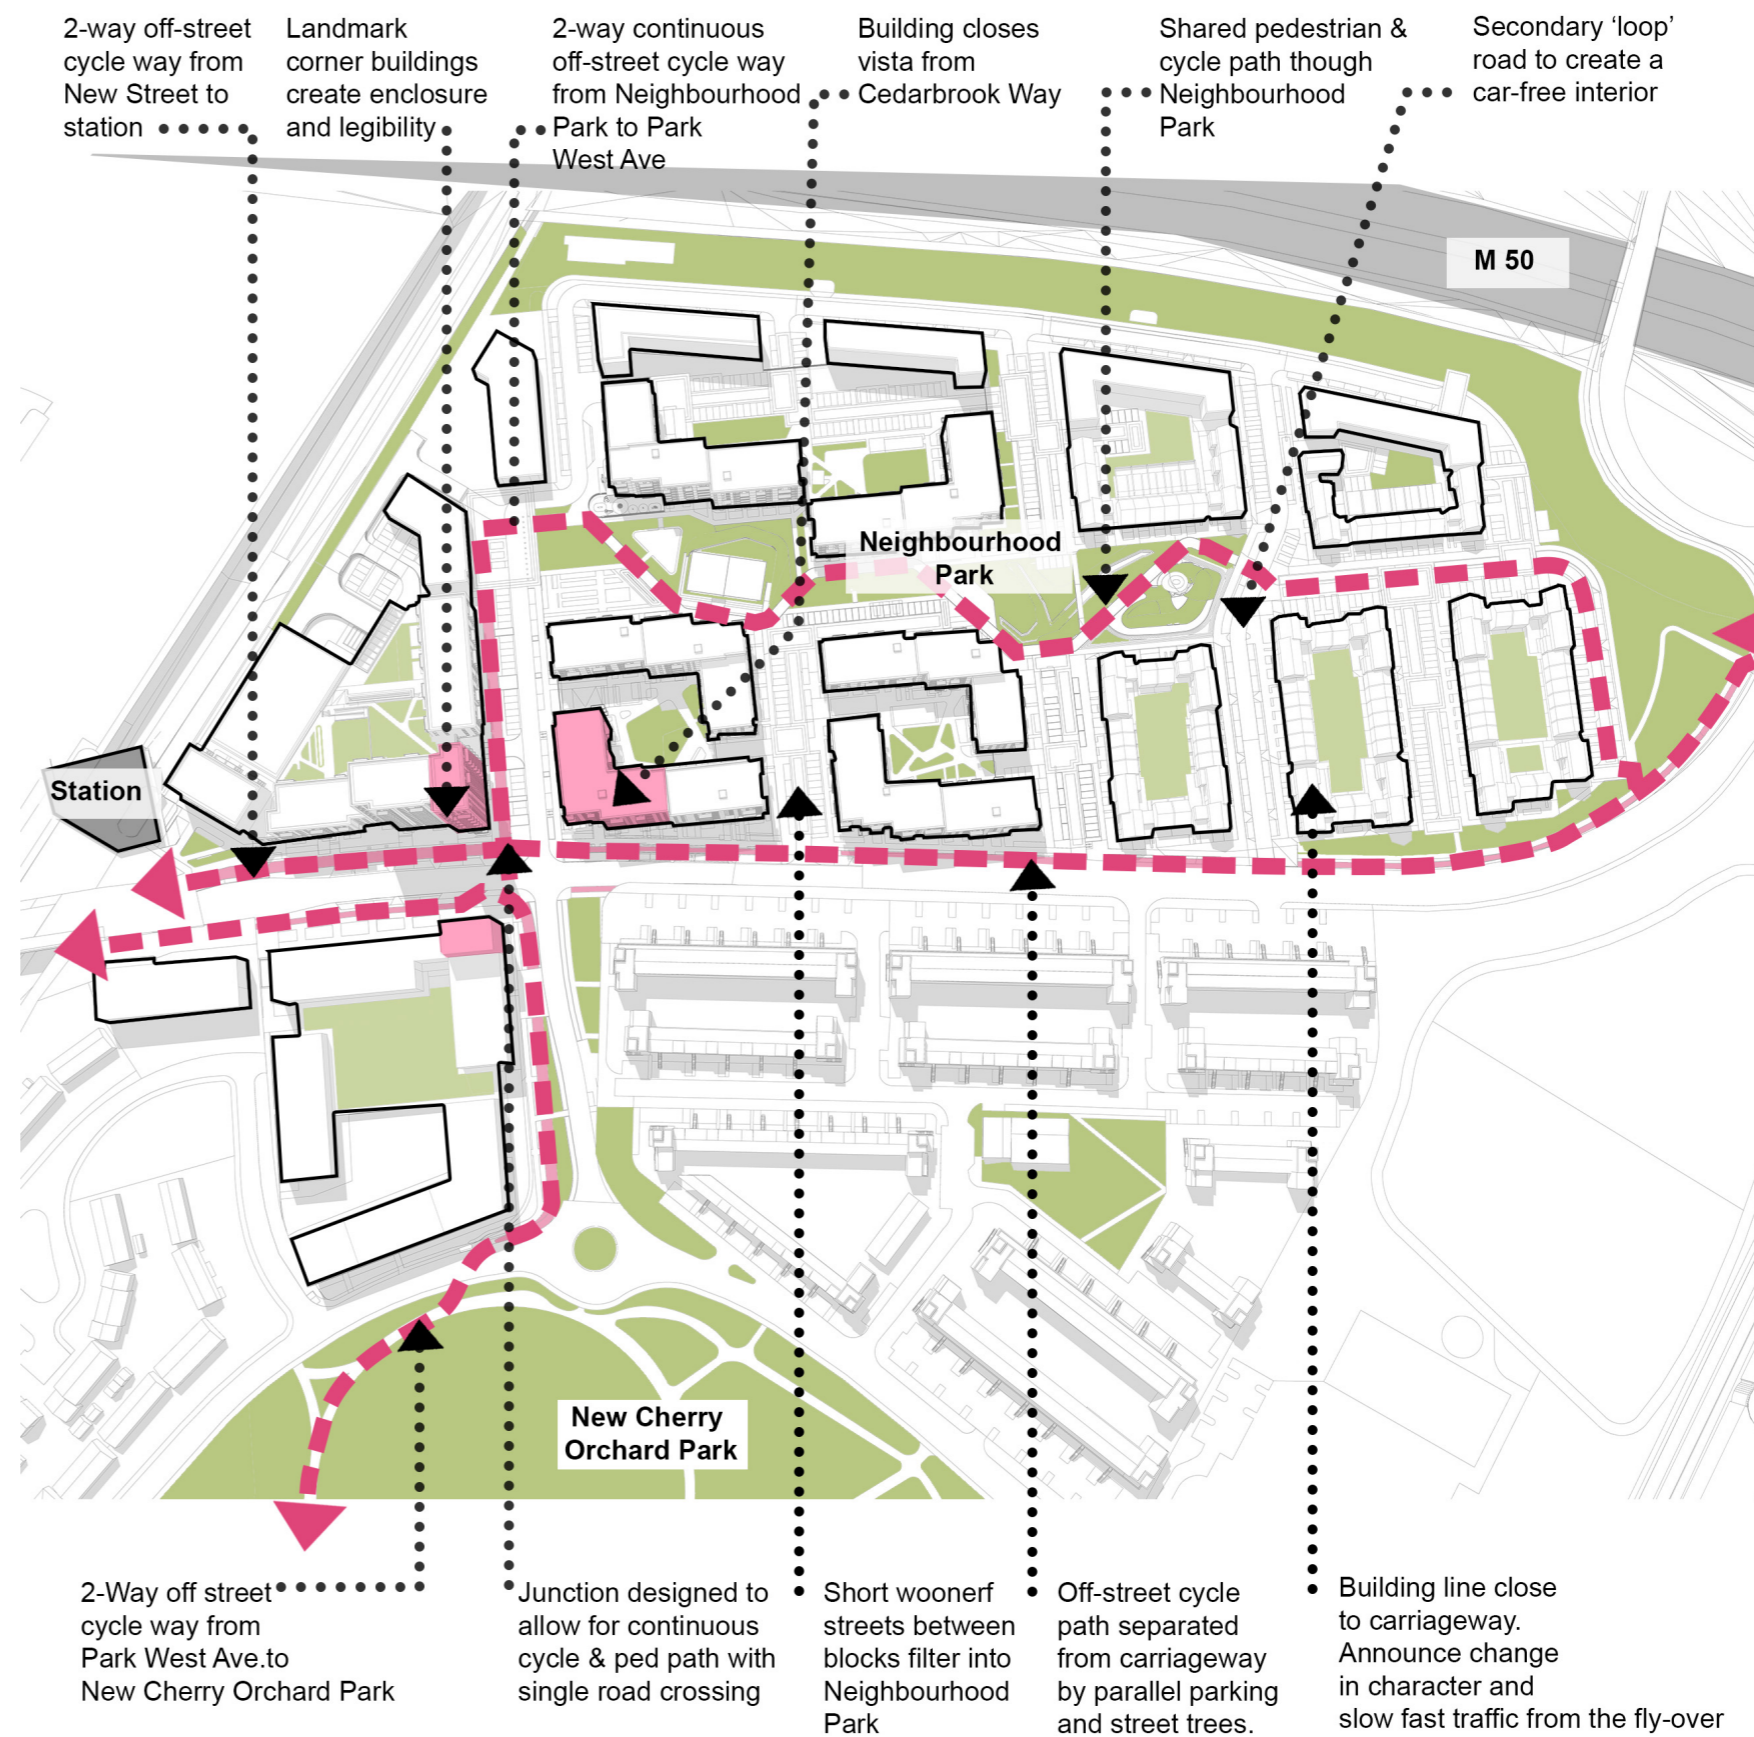 2-way off-street
cycle way from
New Street to
station
Landmark
corner buildings
create enclosure
and legibility
2-way continuous
off-street cycle way
from Neighbourhood
Park to Park
West Ave
Building closes
vista from
Cedarbrook Way
Shared pedestrian &
cycle path though
Neighbourhood
Park
Secondary ‘loop’
road to create a
car-free interior
M 50
Neighbourhood
Park
Station
New Cherry
Orchard Park
2-Way off street
cycle way from
Park West Ave.to
New Cherry Orchard Park
Junction designed to
allow for continuous
cycle & ped path with
single road crossing
Short woonerf
streets between
blocks filter into
Neighbourhood
Park
Off-street cycle
path separated
from carriageway
by parallel parking
and street trees.
Building line close
to carriageway.
Announce change
in character and
slow fast traffic from the fly-over